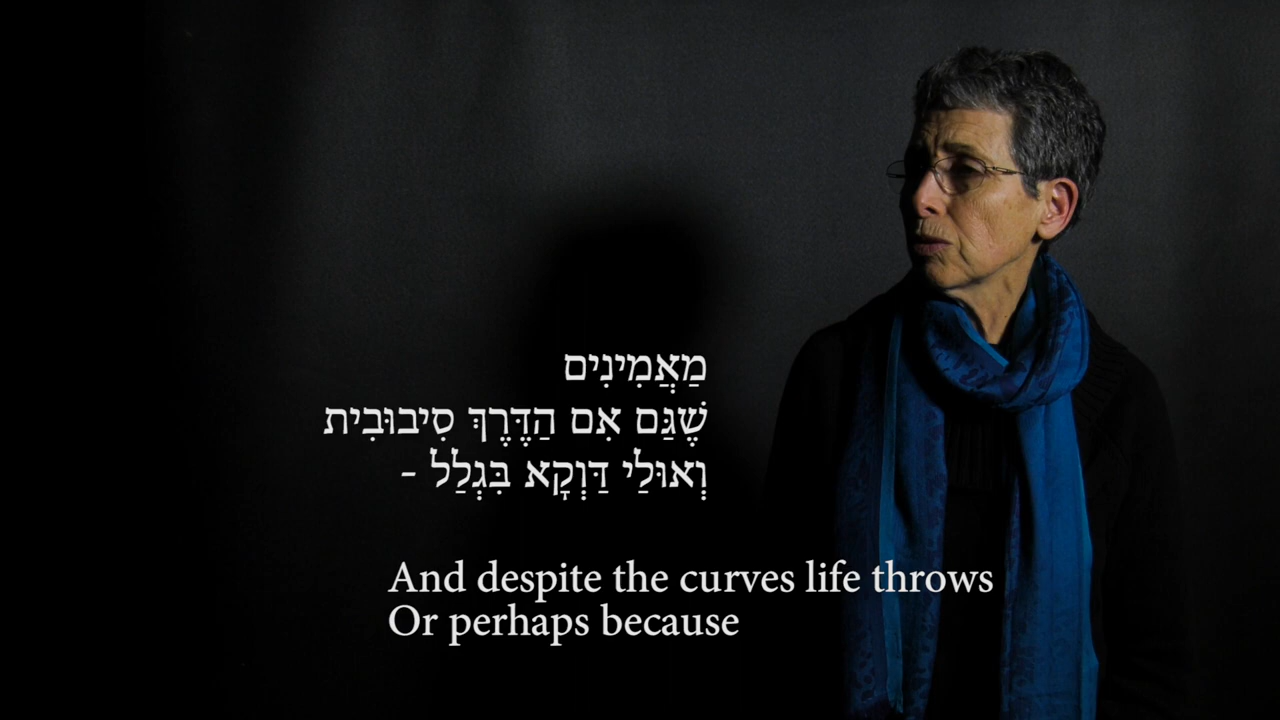 מַאֲמִינִים
שֶׁגַּם אִם הַדֶּרֶךְ סִיבוּבִית
וְאוּלַי דַּוְקָא בִּגְלַל -
And despite the curves life throws
Or perhaps because